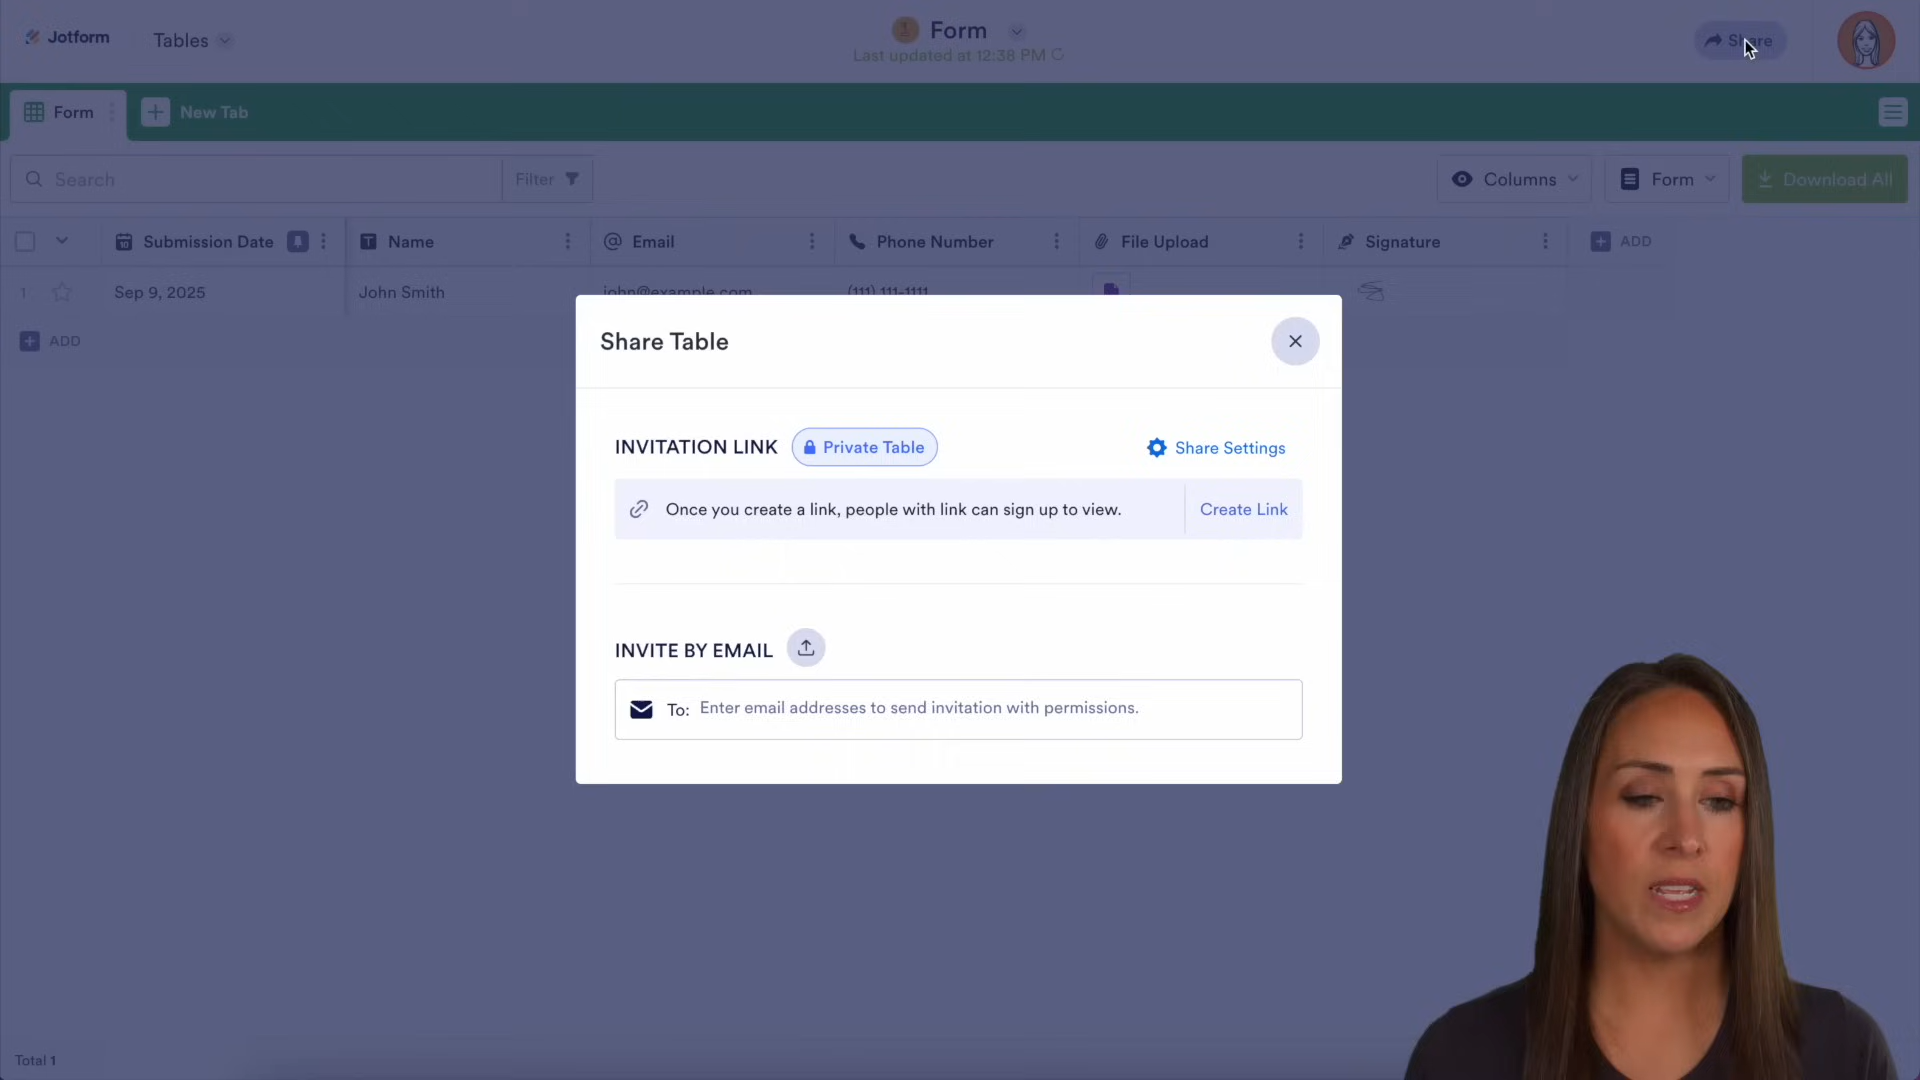 Jotform
Tables
Form
Last updated at 12:38 PM
Share
Form
New Tab
Search
Filter
Columns
Form
Download All
Submission Date
Name
Email
Phone Number
File Upload
Signature
ADD
1
Sep 9, 2025
John Smith
john@example.com
(111) 111-1111
ADD
Share Table
INVITATION LINK
Private Table
Share Settings
Once you create a link, people with link can sign up to view.
Create Link
INVITE BY EMAIL
To: Enter email addresses to send invitation with permissions.
Total 1